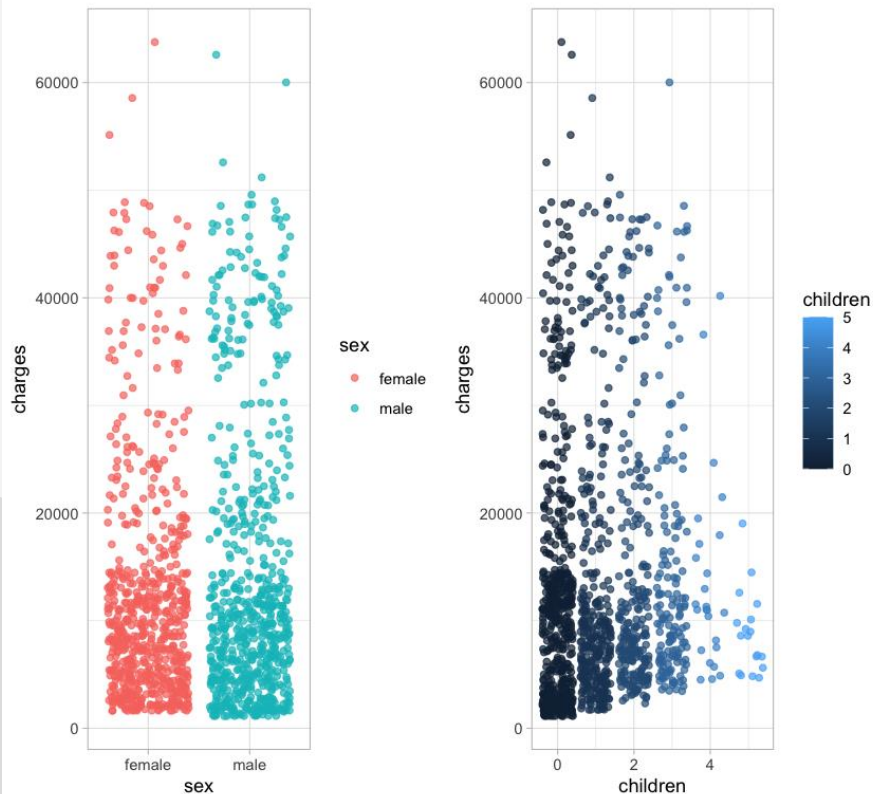 charges
60000
40000
20000
0
female
male
sex
sex
female
male
charges
60000
40000
20000
0
0
2
4
children
children
5
4
3
2
1
0